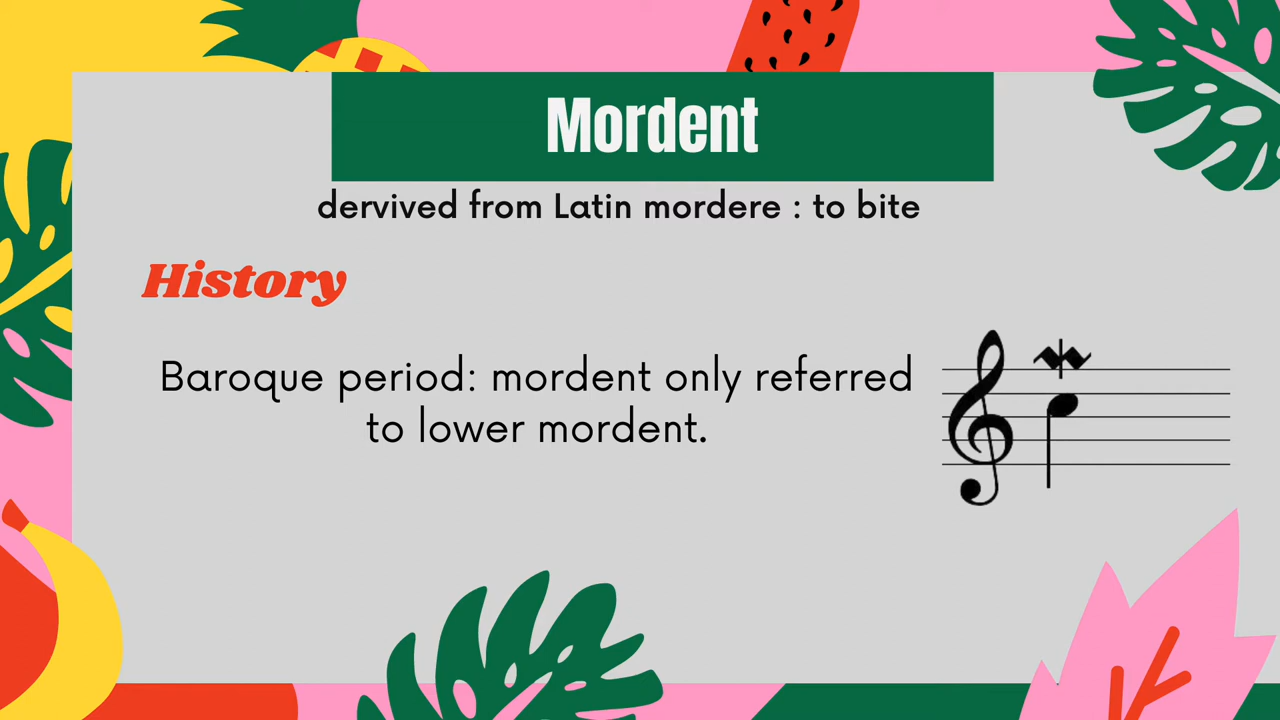 Mordent
dervived from Latin mordere : to bite
History
Baroque period: mordent only referred
to lower mordent.